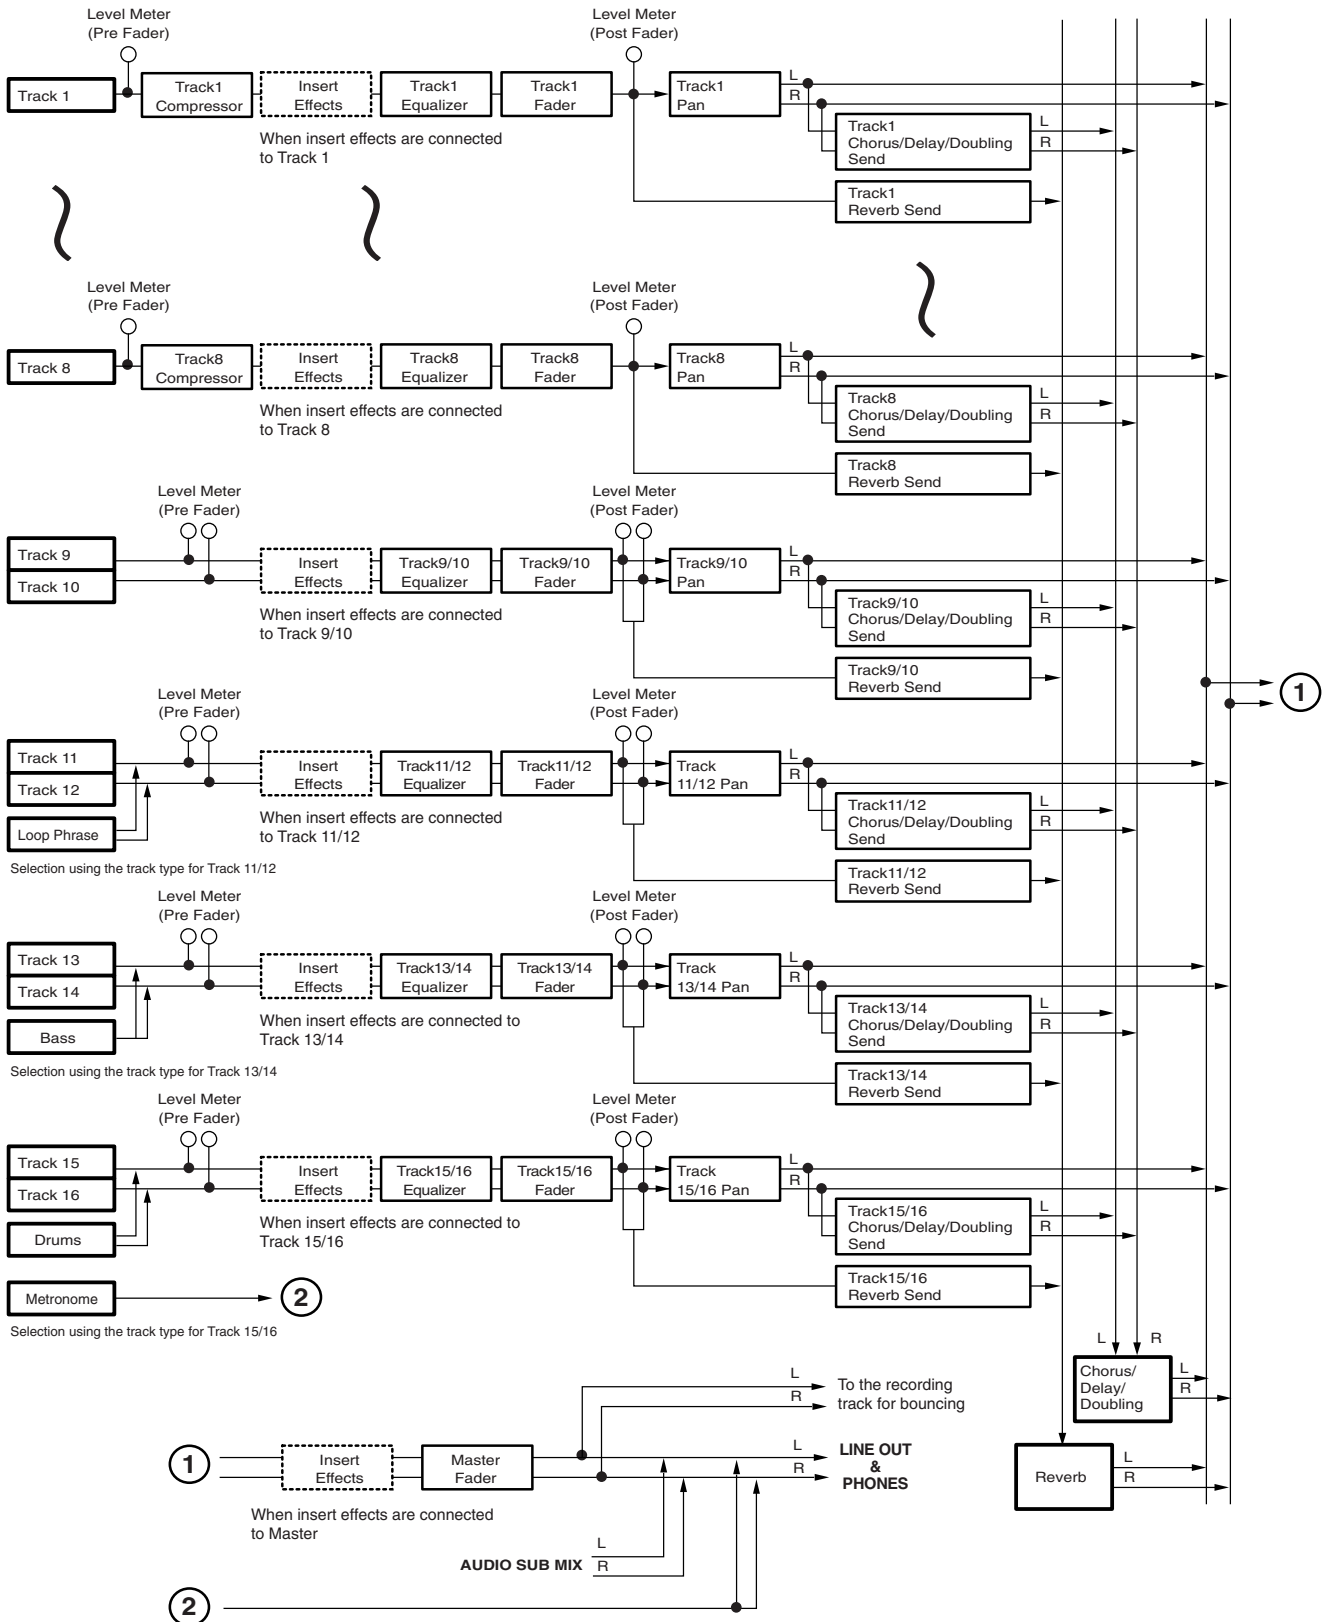 Level Meter
(Pre Fader)
Level Meter
(Post Fader)
Track 1
Track1
Compressor
Insert
Effects
Track1
Equalizer
Track1
Fader
Track1
Pan
L
R
When insert effects are connected
to Track 1
Track1
Chorus/Delay/Doubling
Send
L
R
Track1
Reverb Send
Level Meter
(Pre Fader)
Level Meter
(Post Fader)
Track 8
Track8
Compressor
Insert
Effects
Track8
Equalizer
Track8
Fader
Track8
Pan
L
R
When insert effects are connected
to Track 8
Track8
Chorus/Delay/Doubling
Send
L
R
Track8
Reverb Send
Level Meter
(Pre Fader)
Level Meter
(Post Fader)
Track 9
Track 10
Insert
Effects
Track9/10
Equalizer
Track9/10
Fader
Track9/10
Pan
L
R
When insert effects are connected
to Track 9/10
Track9/10
Chorus/Delay/Doubling
Send
L
R
Track9/10
Reverb Send
1
Level Meter
(Pre Fader)
Level Meter
(Post Fader)
Track 11
Track 12
Loop Phrase
Insert
Effects
Track11/12
Equalizer
Track11/12
Fader
Track
11/12 Pan
L
R
When insert effects are connected
to Track 11/12
Track11/12
Chorus/Delay/Doubling
Send
L
R
Selection using the track type for Track 11/12
Track11/12
Reverb Send
Level Meter
(Pre Fader)
Level Meter
(Post Fader)
Track 13
Track 14
Bass
Insert
Effects
Track13/14
Equalizer
Track13/14
Fader
Track
13/14 Pan
L
R
When insert effects are connected to
Track 13/14
Track13/14
Chorus/Delay/Doubling
Send
L
R
Selection using the track type for Track 13/14
Track13/14
Reverb Send
Level Meter
(Pre Fader)
Level Meter
(Post Fader)
Track 15
Track 16
Drums
Insert
Effects
Track15/16
Equalizer
Track15/16
Fader
Track
15/16 Pan
L
R
When insert effects are connected to
Track 15/16
Track15/16
Chorus/Delay/Doubling
Send
L
R
Track15/16
Reverb Send
Metronome
2
Selection using the track type for Track 15/16
L
R
Chorus/
Delay/
Doubling
L
R
L
R
To the recording
track for bouncing
1
Insert
Effects
Master
Fader
L
R
LINE OUT
&
PHONES
Reverb
L
R
When insert effects are connected
to Master
AUDIO SUB MIX
L
R
2